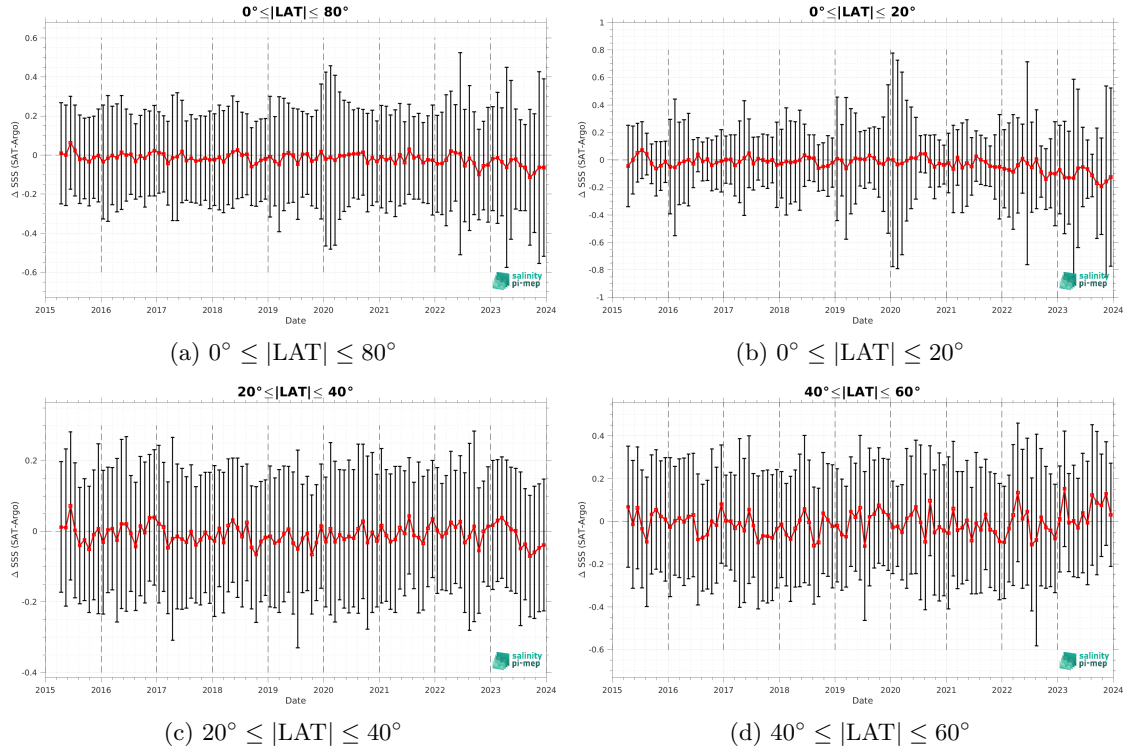 0°≤|LAT|≤ 80°
Δ SSS (SAT-Argo)
0.6
0.4
0.2
0
-0.2
-0.4
-0.6
2015 2016 2017 2018 2019 2020 2021 2022 2023 2024
Date
salinity
pi-mep
(a) 0° ≤ |LAT| ≤ 80°
0°≤|LAT|≤ 20°
Δ SSS (SAT-Argo)
1
0.8
0.6
0.4
0.2
0
-0.2
-0.4
-0.6
-0.8
-1
2015 2016 2017 2018 2019 2020 2021 2022 2023 2024
Date
salinity
pi-mep
(b) 0° ≤ |LAT| ≤ 20°
20°≤|LAT|≤ 40°
Δ SSS (SAT-Argo)
0.2
0
-0.2
-0.4
2015 2016 2017 2018 2019 2020 2021 2022 2023 2024
Date
salinity
pi-mep
(c) 20° ≤ |LAT| ≤ 40°
40°≤|LAT|≤ 60°
Δ SSS (SAT-Argo)
0.4
0.2
0
-0.2
-0.4
-0.6
2015 2016 2017 2018 2019 2020 2021 2022 2023 2024
Date
salinity
pi-mep
(d) 40° ≤ |LAT| ≤ 60°